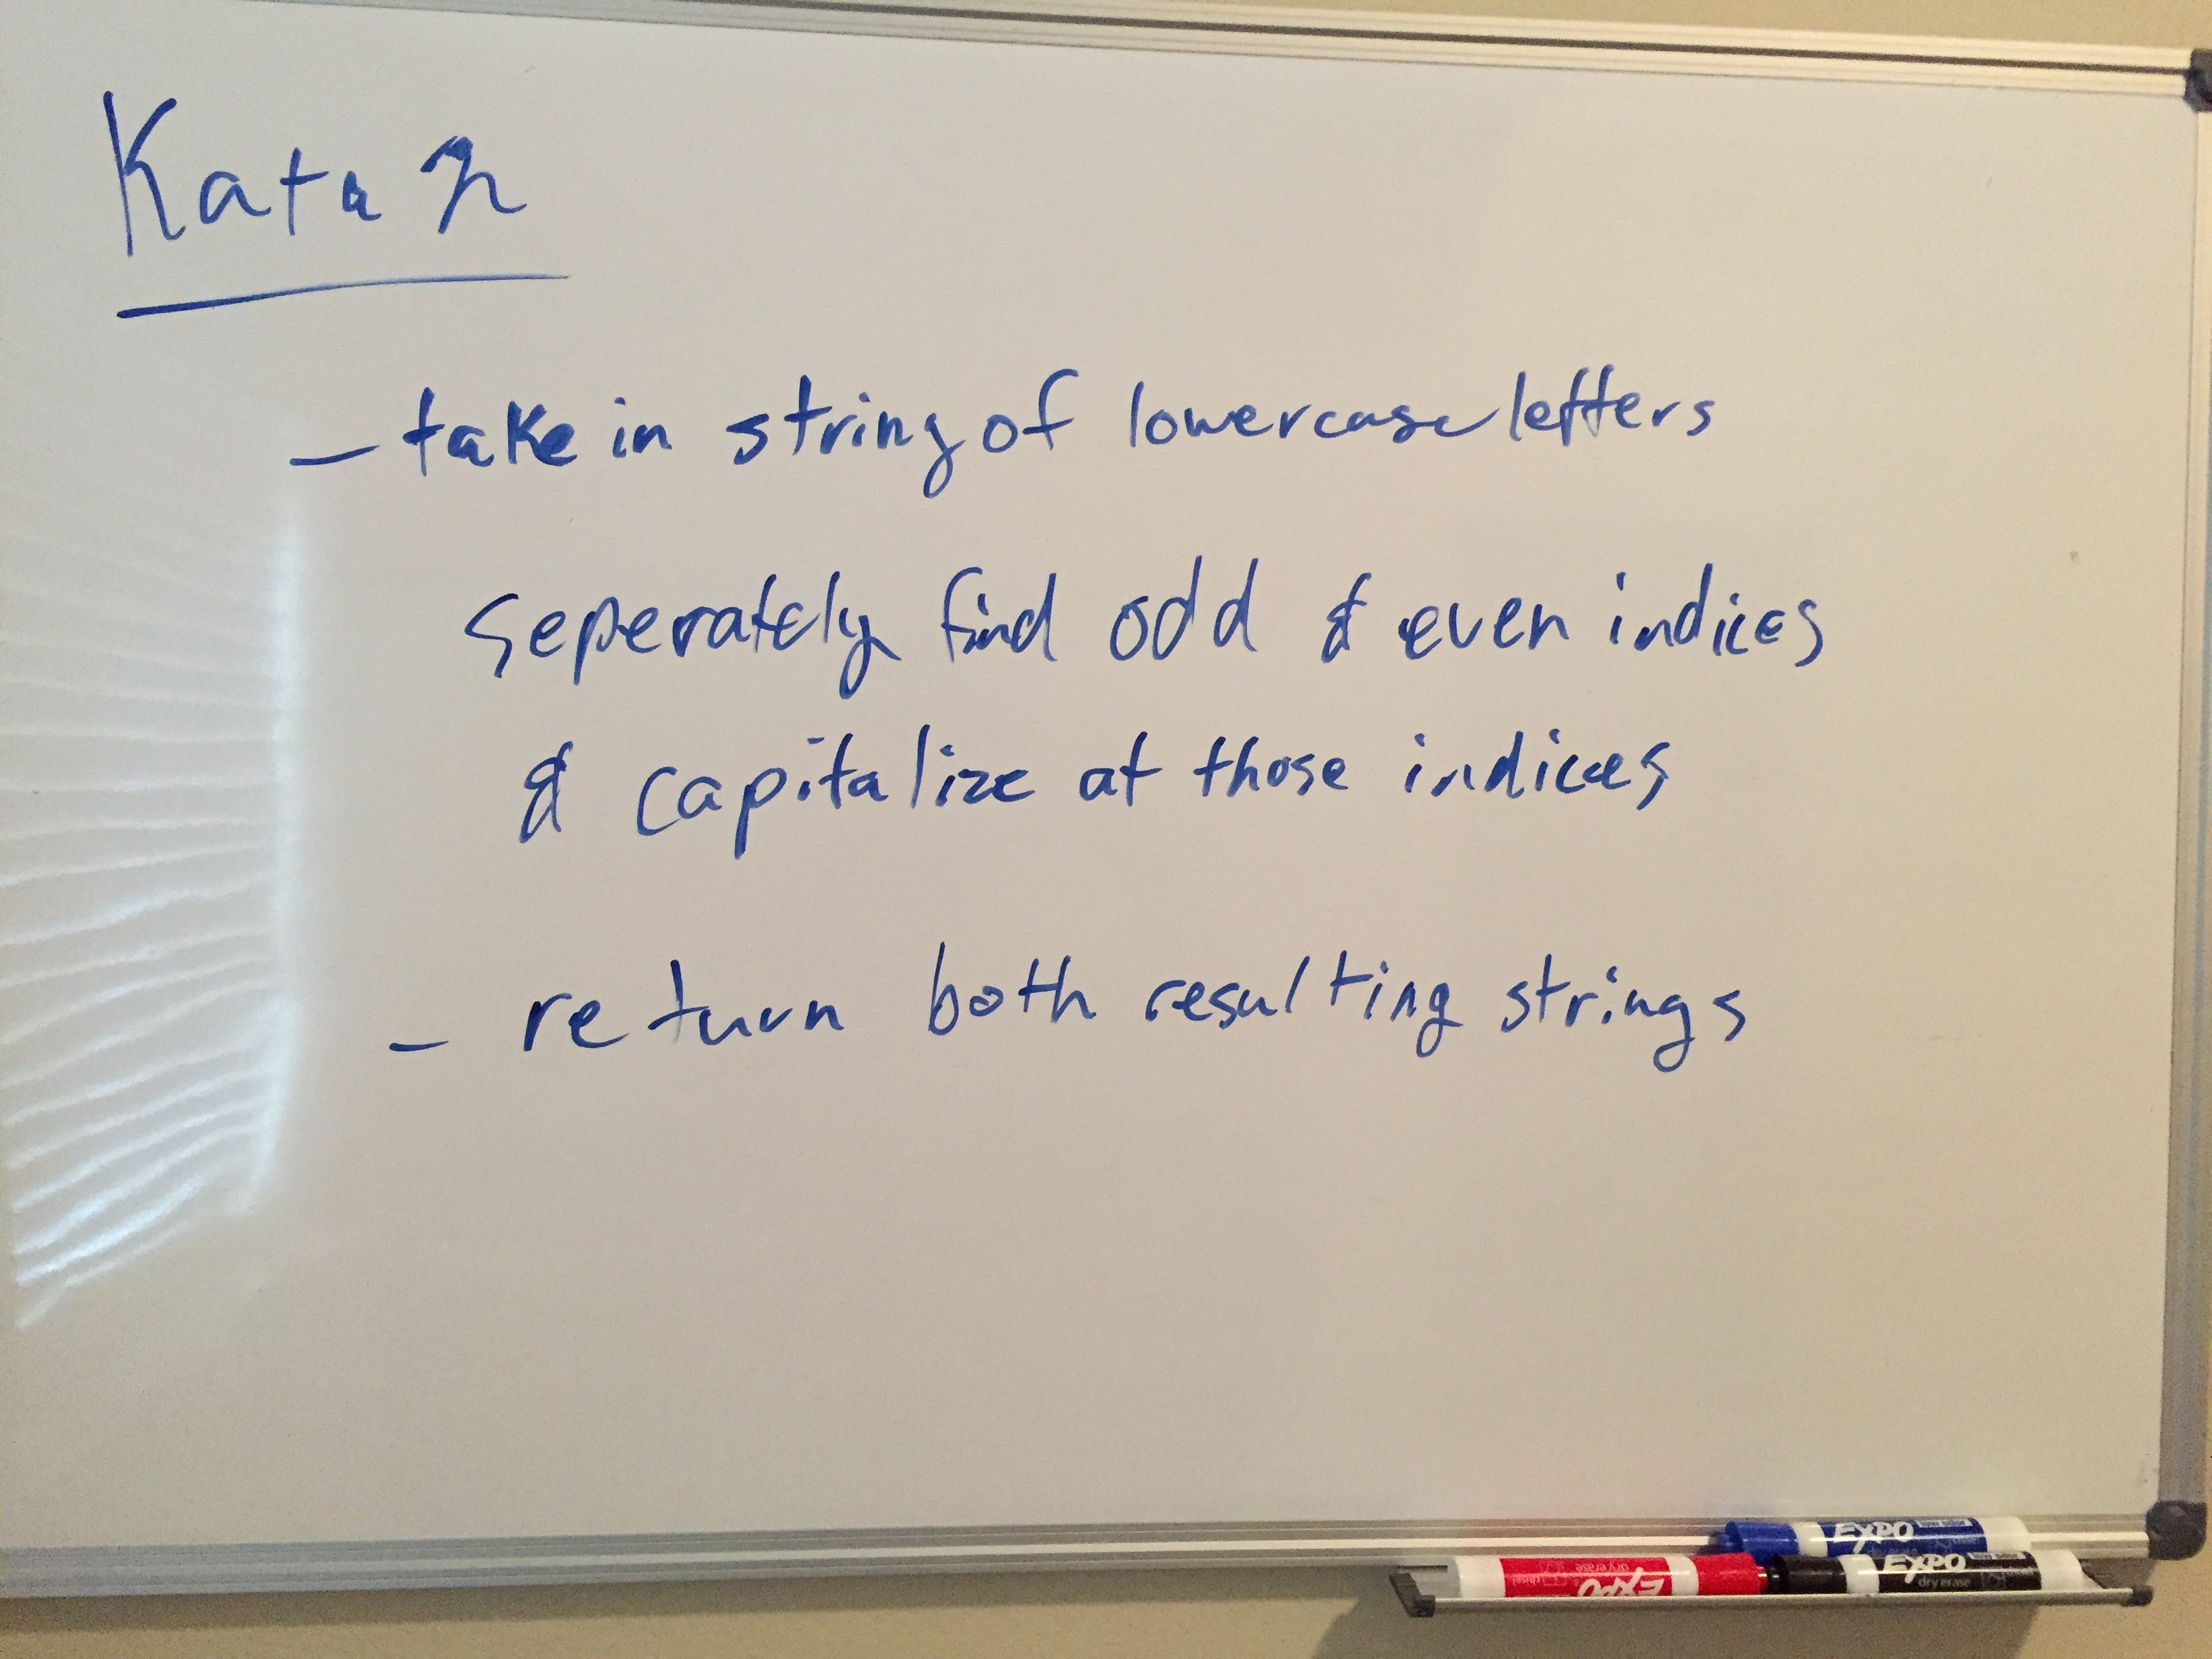 Kata n
- take in string of lowercase letters
seperately find odd & even indices
& capitalize at those indices
- return both resulting strings
EXPO
EXPO
dry erase
EXPO
dry erase